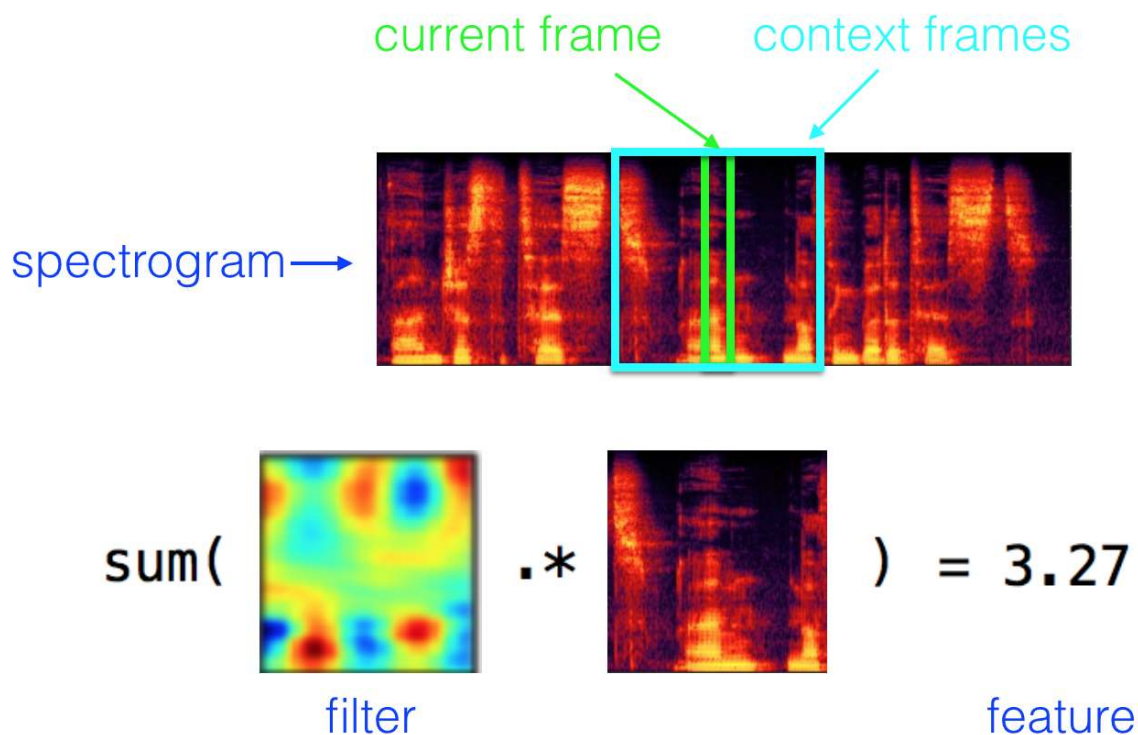 current frame
context frames
spectrogram
sum( .* ) = 3.27
filter
feature